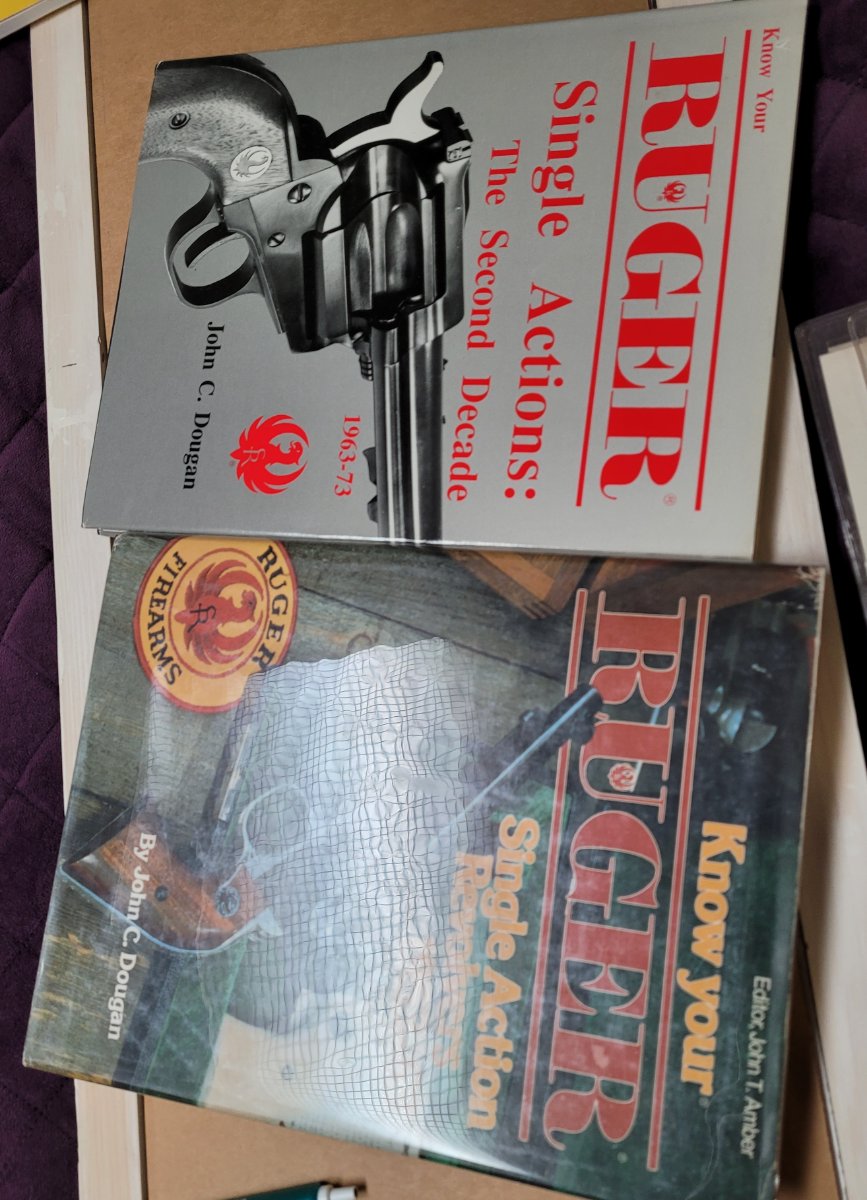 Know Your
RUGER®
Single Actions:
The Second Decade
1963-73
John C. Dougan
Editor, John T. Amber
Know your
RUGER
Single Action
Revolvers
RUGER
FIREARMS
By John C. Dougan